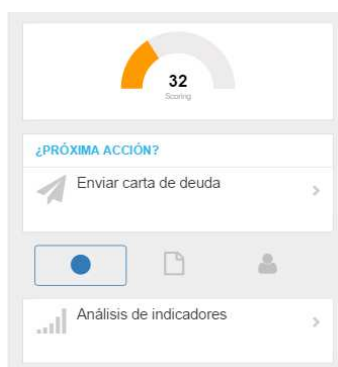 32
Scoring
¿PRÓXIMA ACCIÓN?
Enviar carta de deuda
Análisis de indicadores